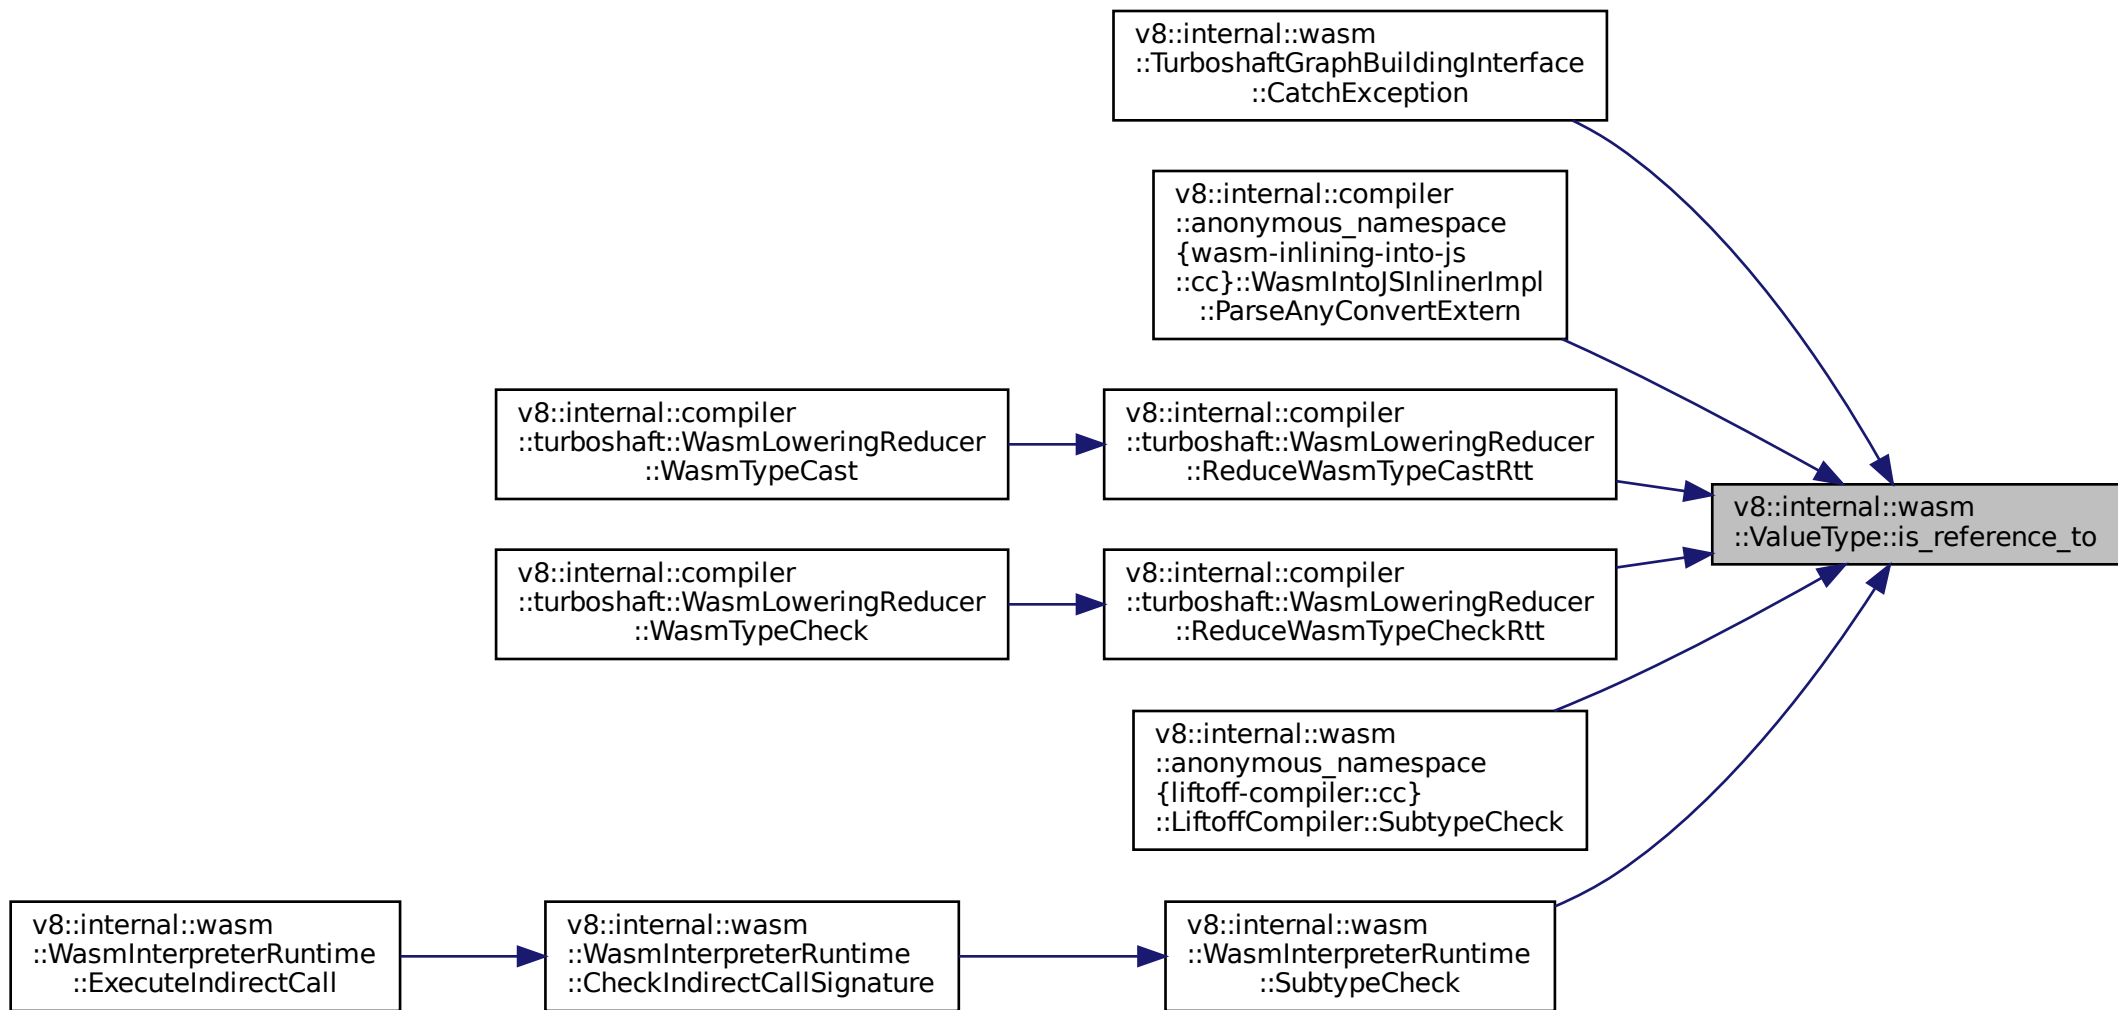 v8::internal::wasm
::TurboshaftGraphBuildingInterface
::CatchException
v8::internal::compiler
::anonymous_namespace
{wasm-inlining-into-js
::cc}::WasmIntoJSInlinerImpl
::ParseAnyConvertExtern
v8::internal::compiler
::turboshaft::WasmLoweringReducer
::WasmTypeCast
v8::internal::compiler
::turboshaft::WasmLoweringReducer
::ReduceWasmTypeCastRtt
v8::internal::wasm
::ValueType::is_reference_to
v8::internal::compiler
::turboshaft::WasmLoweringReducer
::WasmTypeCheck
v8::internal::compiler
::turboshaft::WasmLoweringReducer
::ReduceWasmTypeCheckRtt
v8::internal::wasm
::anonymous_namespace
{liftoff-compiler::cc}
::LiftoffCompiler::SubtypeCheck
v8::internal::wasm
::WasmInterpreterRuntime
::ExecuteIndirectCall
v8::internal::wasm
::WasmInterpreterRuntime
::CheckIndirectCallSignature
v8::internal::wasm
::WasmInterpreterRuntime
::SubtypeCheck